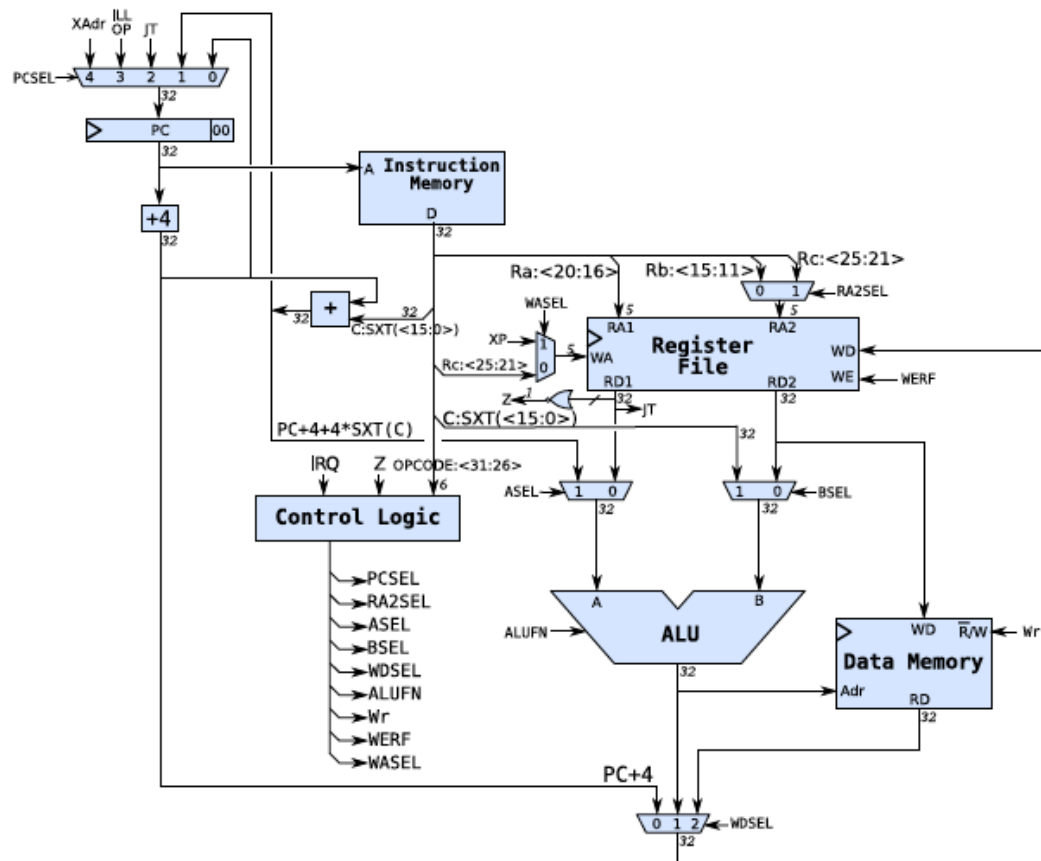 XAdr
ILL
OP
JT
PCSEL
4 3 2 1 0
32
PC
00
32
A
Instruction
Memory
D
32
+4
32
Ra:<20:16>
Rb:<15:11>
Rc:<25:21>
0 1
RA2SEL
+
32
32
C:SXT(<15:0>)
WASEL
XP
1
0
5
Rc:<25:21>
5
5
RA1
RA2
WA
Register
File
WD
WE
WERF
RD1
RD2
32
32
Z
1
JT
C:SXT(<15:0>)
32
PC+4+4*SXT(C)
IRQ
Z
OPCODE:<31:26>
6
ASEL
1 0
32
1 0
BSEL
32
Control Logic
PCSEL
RA2SEL
ASEL
BSEL
WDSEL
ALUFN
Wr
WERF
WASEL
A
B
ALUFN
ALU
32
WD
R/W
Wr
Data Memory
Adr
RD
32
PC+4
0 1 2
WDSEL
32